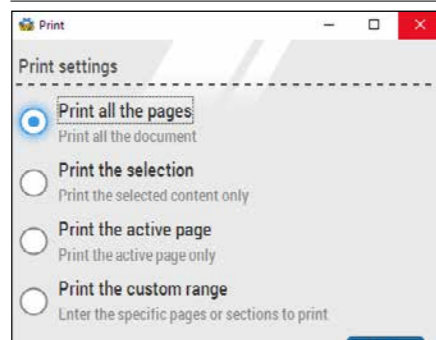 Print
Print settings
Print all the pages
Print all the document
Print the selection
Print the selected content only
Print the active page
Print the active page only
Print the custom range
Enter the specific pages or sections to print